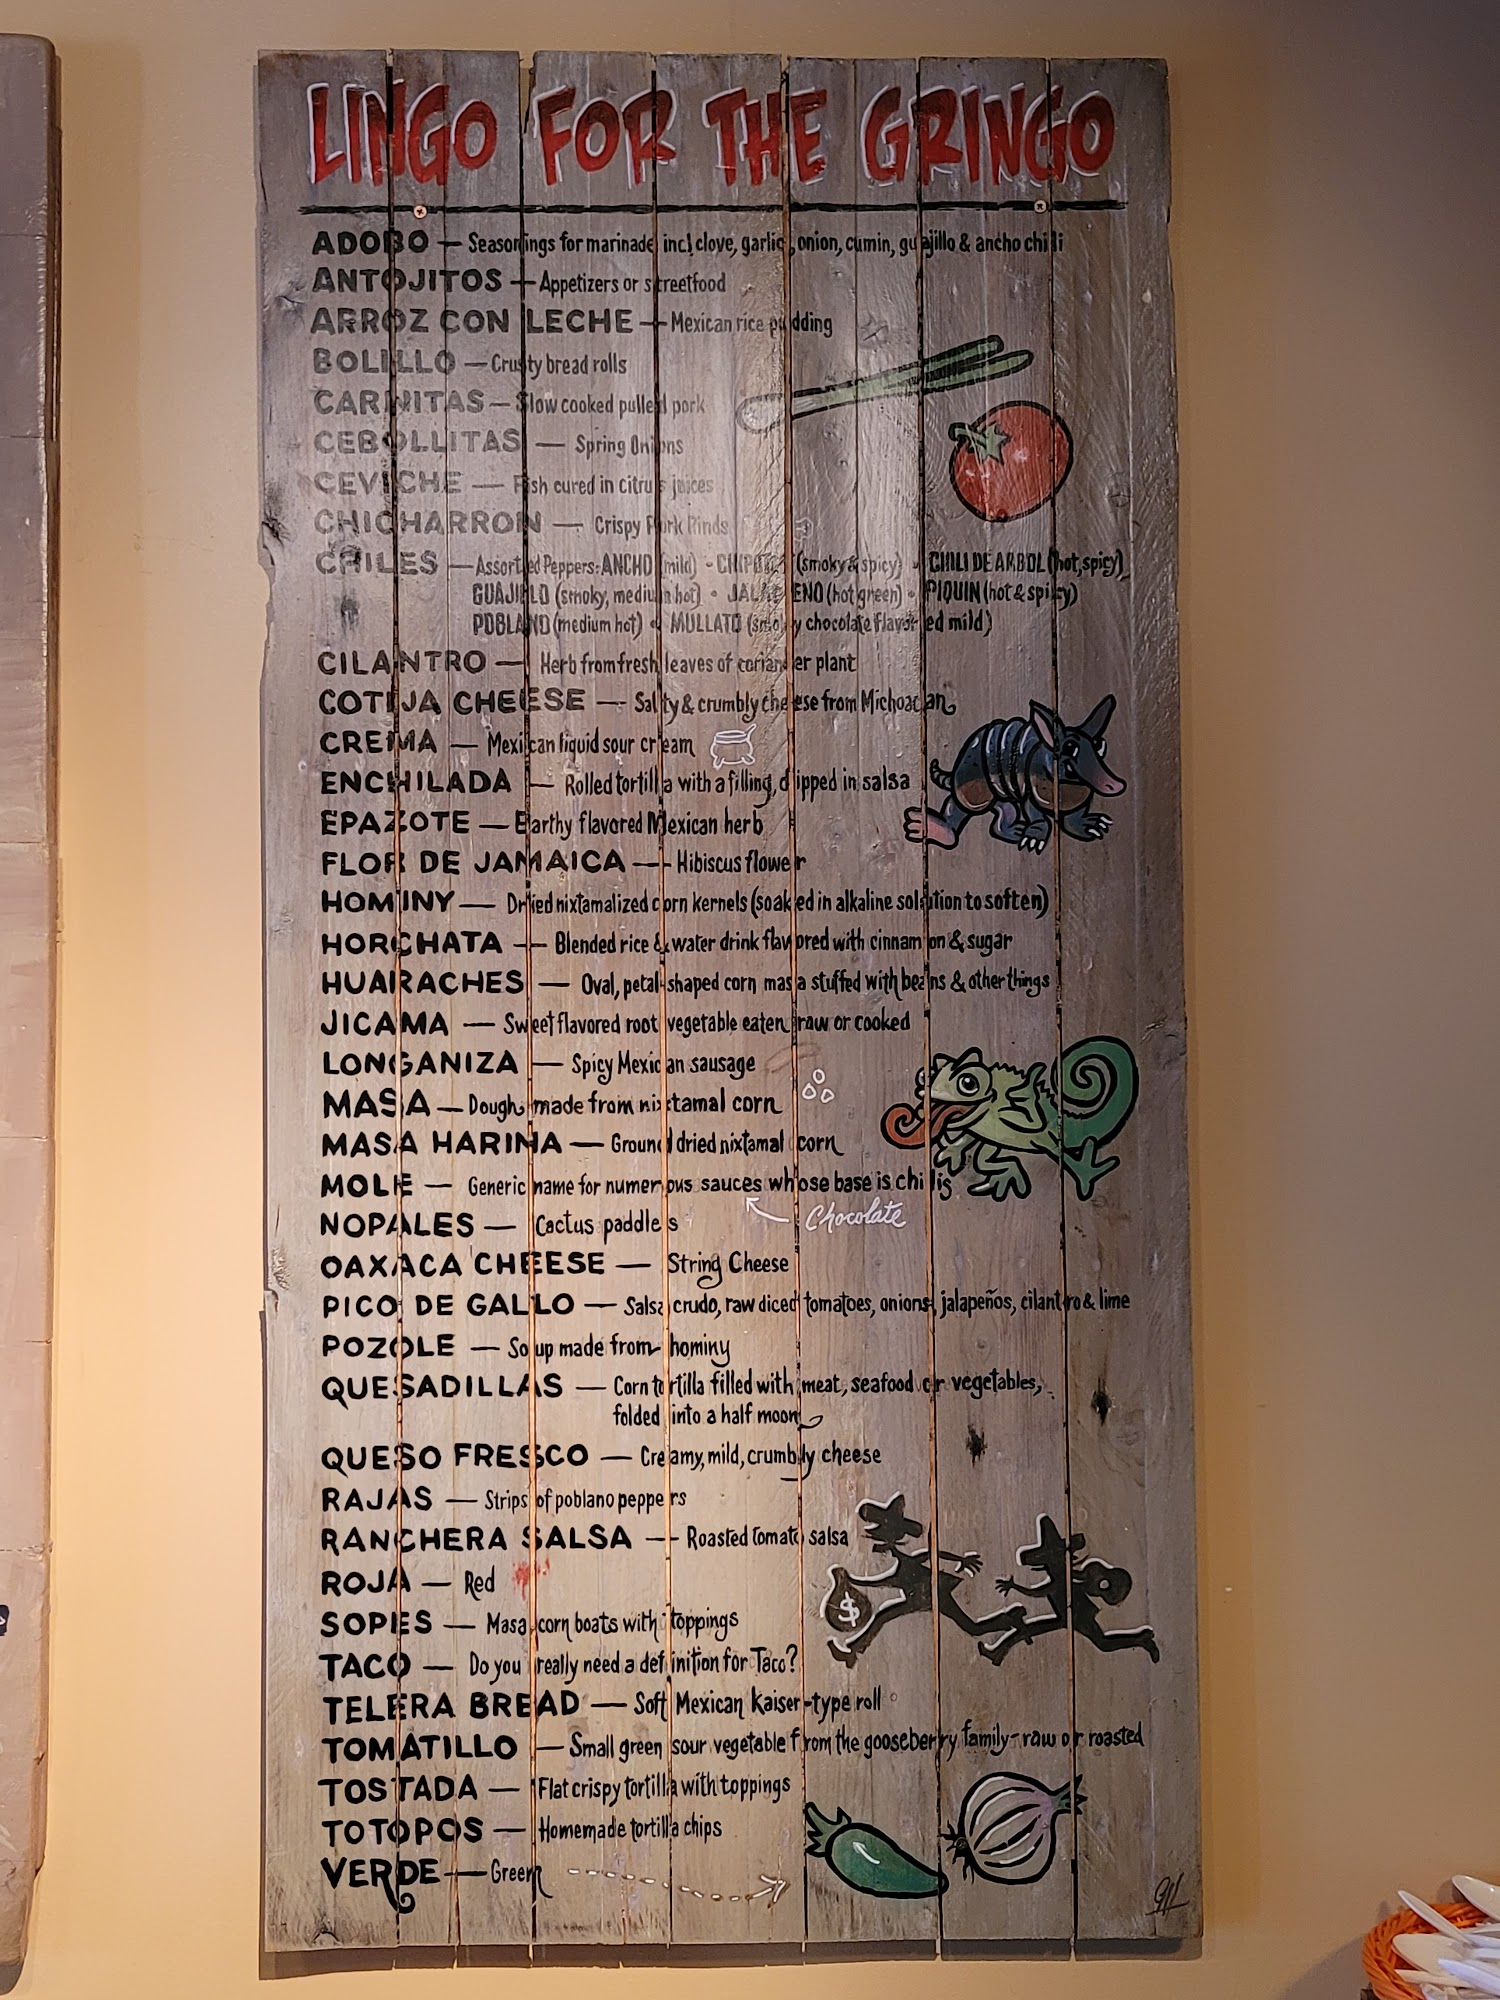 LINGO FOR THE GRINGO
ADOBO — Seasonings for marinade incl clove, garlic, onion, cumin, guajillo & ancho chili
ANTOJITOS — Appetizers or streetfood
ARROZ CON LECHE — Mexican rice pudding
BOLILLO — Crusty bread rolls
CARNITAS — Slow cooked pulled pork
CEBOLLITAS — Spring Onions
CEVICHE — Fish cured in citrus juices
CHICHARRON — Crispy Pork Rinds
CHILES — Assorted Peppers: ANCHO (mild) • CHIPOTLE (smoky & spicy) • CHILI DE ARBOL (hot, spicy)
GUAJILLO (smoky, medium hot) • JALAPENO (hot green) • PIQUIN (hot & spicy)
POBLANO (medium hot) • MULLATO (smoky chocolate flavored mild)
CILANTRO — Herb from fresh leaves of coriander plant
COTIJA CHEESE — Salty & crumbly cheese from Michoacan
CREMA — Mexican liquid sour cream
ENCHILADA — Rolled tortilla with a filling, dipped in salsa
EPAZOTE — Earthy flavored Mexican herb
FLOR DE JAMAICA — Hibiscus flower
HOMINY — Dried nixtamalized corn kernels (soaked in alkaline solution to soften)
HORCHATA — Blended rice & water drink flavored with cinnamon & sugar
HUARACHES — Oval, petal-shaped corn masa stuffed with beans & other things
JICAMA — Sweet flavored root vegetable eaten raw or cooked
LONGANIZA — Spicy Mexican sausage
MASA — Dough made from nixtamal corn
MASA HARINA — Ground dried nixtamal corn
MOLE — Generic name for numerous sauces whose base is chilis
Chocolate
NOPALES — Cactus paddles
OAXACA CHEESE — String Cheese
PICO DE GALLO — Salsa crudo, raw diced tomatoes, onions, jalapeños, cilantro & lime
POZOLE — Soup made from hominy
QUESADILLAS — Corn tortilla filled with meat, seafood or vegetables,
folded into a half moon
QUESO FRESCO — Creamy, mild, crumbly cheese
RAJAS — Strips of poblano peppers
RANCHERA SALSA — Roasted tomato salsa
ROJA — Red
$
SOPES — Masa corn boats with toppings
TACO — Do you really need a definition for Taco?
TELERA BREAD — Soft Mexican Kaiser-type roll
TOMATILLO — Small green sour vegetable from the gooseberry family - raw or roasted
TOSTADA — Flat crispy tortilla with toppings
TOTOPOS — Homemade tortilla chips
VERDE — Green